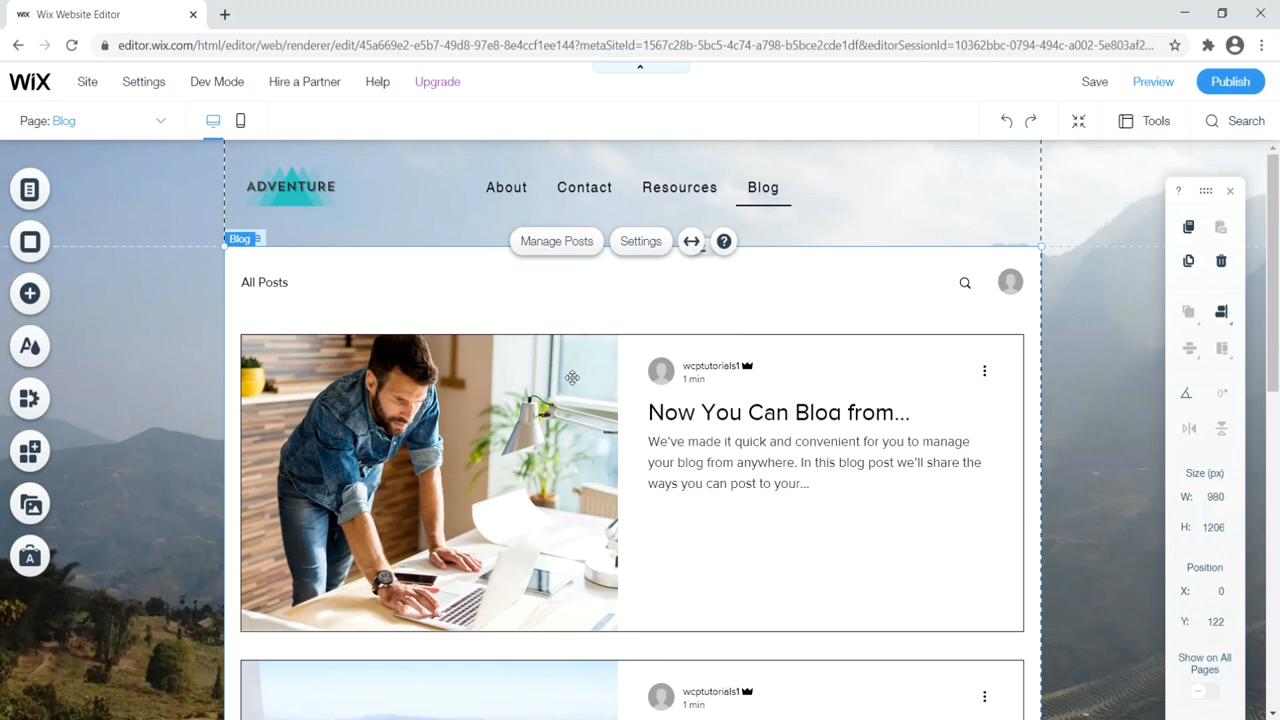 WiX Wix Website Editor
editor.wix.com/html/editor/web/renderer/edit/45a669e2-e5b7-49d8-97e8-8e4ccf1ee144?metaSiteId=1567c28b-5bc5-4c74-a798-b5bce2cde1df&editorSessionId=10362bbc-0794-494c-a002-5e803af2...
WiX Site Settings Dev Mode Hire a Partner Help Upgrade Save Preview Publish
Page: Blog Tools Search
ADVENTURE About Contact Resources Blog
Blog Manage Posts Settings ?
All Posts
wcptutorials1
1 min
Now You Can Blog from...
We've made it quick and convenient for you to manage
your blog from anywhere. In this blog post we'll share the
ways you can post to your...
wcptutorials1
1 min
?
0°
Size (px)
W: 980
H: 1206
Position
X: 0
Y: 122
Show on All
Pages
A